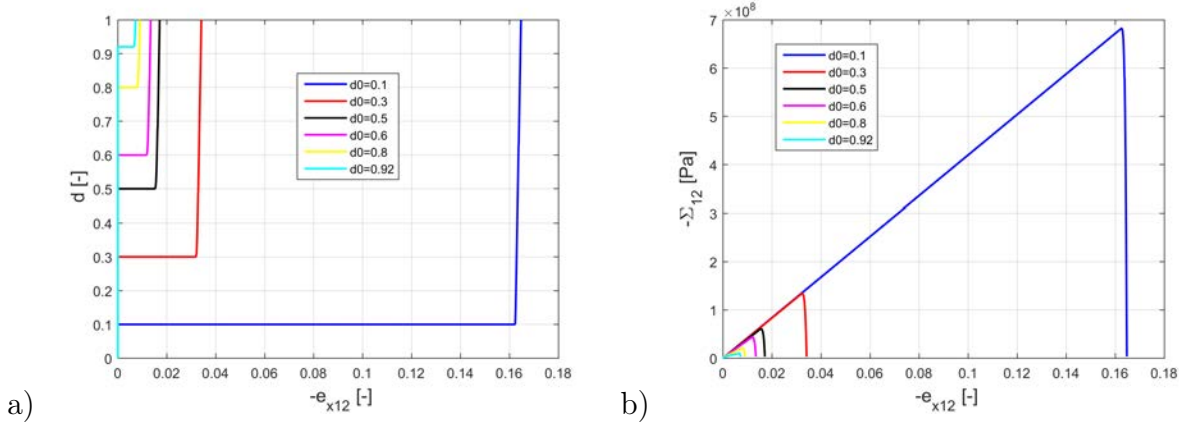 1
0.9
0.8
0.7
0.6
0.5
0.4
0.3
0.2
0.1
0
d [-]
d0=0.1
d0=0.3
d0=0.5
d0=0.6
d0=0.8
d0=0.92
0 0.02 0.04 0.06 0.08 0.1 0.12 0.14 0.16 0.18
-e_x12 [-]
a)
×10^8
7
6
5
4
3
2
1
0
-Σ_12 [Pa]
d0=0.1
d0=0.3
d0=0.5
d0=0.6
d0=0.8
d0=0.92
0 0.02 0.04 0.06 0.08 0.1 0.12 0.14 0.16 0.18
-e_x12 [-]
b)